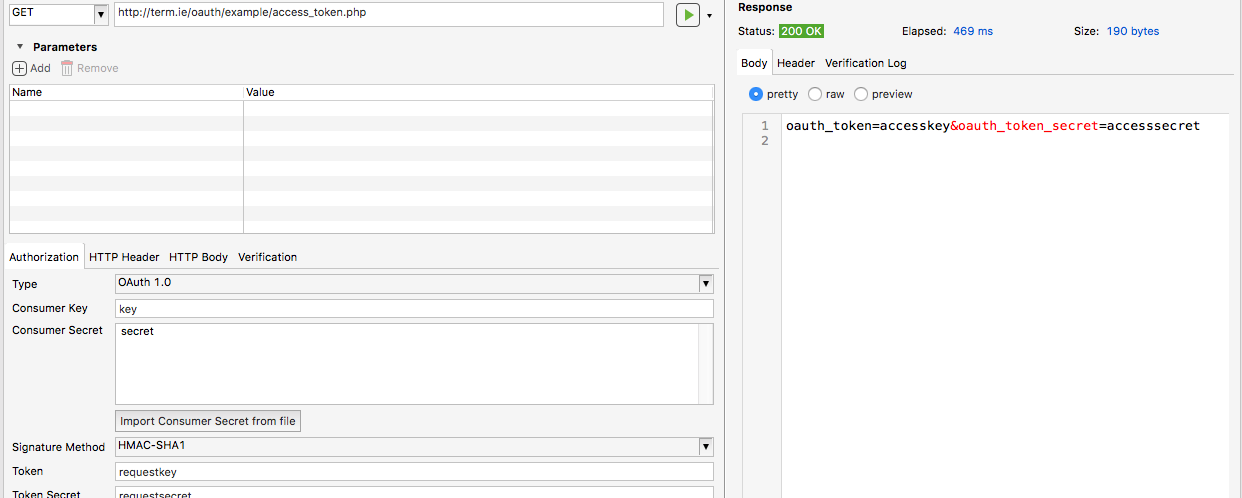 GET
http://term.ie/oauth/example/access_token.php
Parameters
Add Remove
Name Value
Authorization HTTP Header HTTP Body Verification
Type OAuth 1.0
Consumer Key key
Consumer Secret secret
Import Consumer Secret from file
Signature Method HMAC-SHA1
Token requestkey
Token Secret requestsecret
Response
Status: 200 OK Elapsed: 469 ms Size: 190 bytes
Body Header Verification Log
pretty raw preview
1 oauth_token=accesskey&oauth_token_secret=accesssecret
2